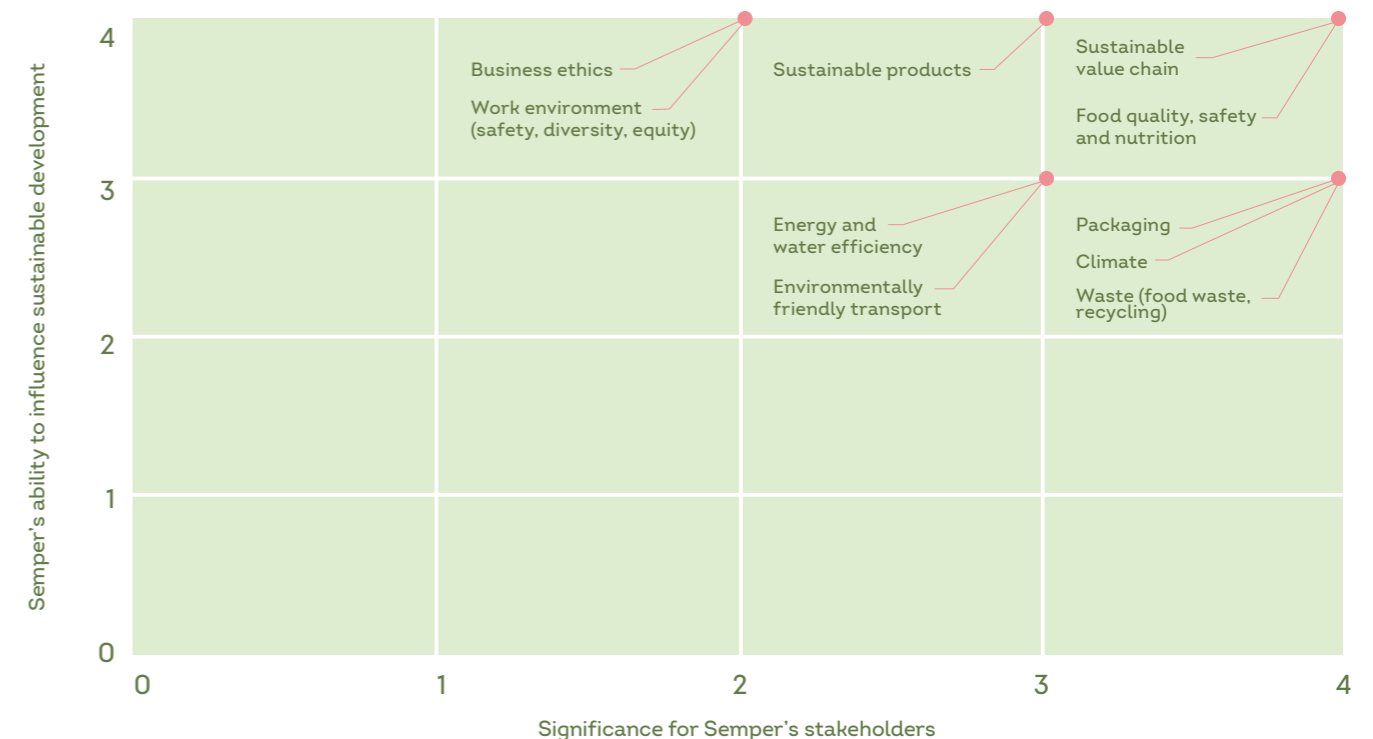 4
3
2
1
0
Semper's ability to influence sustainable development
Business ethics
Work environment
(safety, diversity, equity)
Sustainable products
Sustainable
value chain
Food quality, safety
and nutrition
Energy and
water efficiency
Environmentally
friendly transport
Packaging
Climate
Waste (food waste,
recycling)
0
1
2
3
4
Significance for Semper's stakeholders